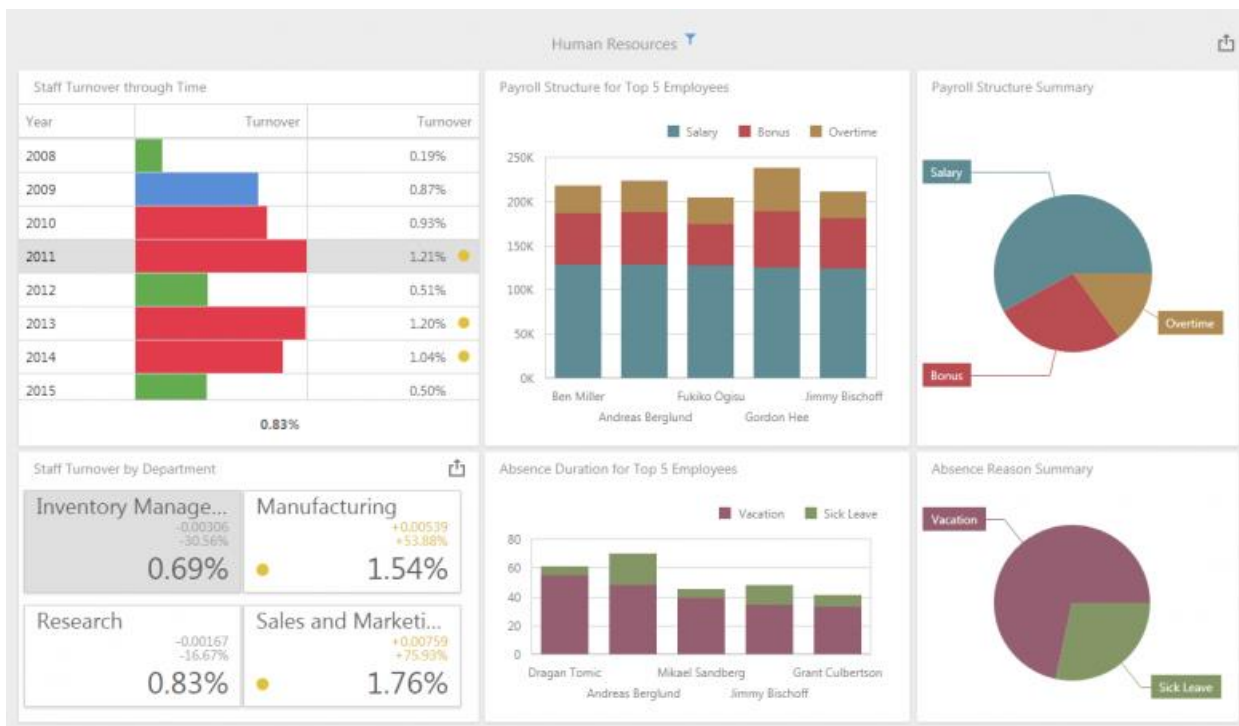 Human Resources
Staff Turnover through Time
Year Turnover Turnover
2008 0.19%
2009 0.87%
2010 0.93%
2011 1.21%
2012 0.51%
2013 1.20%
2014 1.04%
2015 0.50%
0.83%
Payroll Structure for Top 5 Employees
Salary Bonus Overtime
250K
200K
150K
100K
50K
0K
Ben Miller Fukiko Ogisu Jimmy Bischoff
Andreas Berglund Gordon Hee
Payroll Structure Summary
Salary
Overtime
Bonus
Staff Turnover by Department
Inventory Manage...
-0.00306
-30.56%
0.69%
Manufacturing
+0.00539
+53.88%
1.54%
Research
-0.00167
-16.67%
0.83%
Sales and Marketi...
+0.00759
+75.93%
1.76%
Absence Duration for Top 5 Employees
Vacation Sick Leave
80
60
40
20
0
Dragan Tomic Mikael Sandberg Grant Culbertson
Andreas Berglund Jimmy Bischoff
Absence Reason Summary
Vacation
Sick Leave